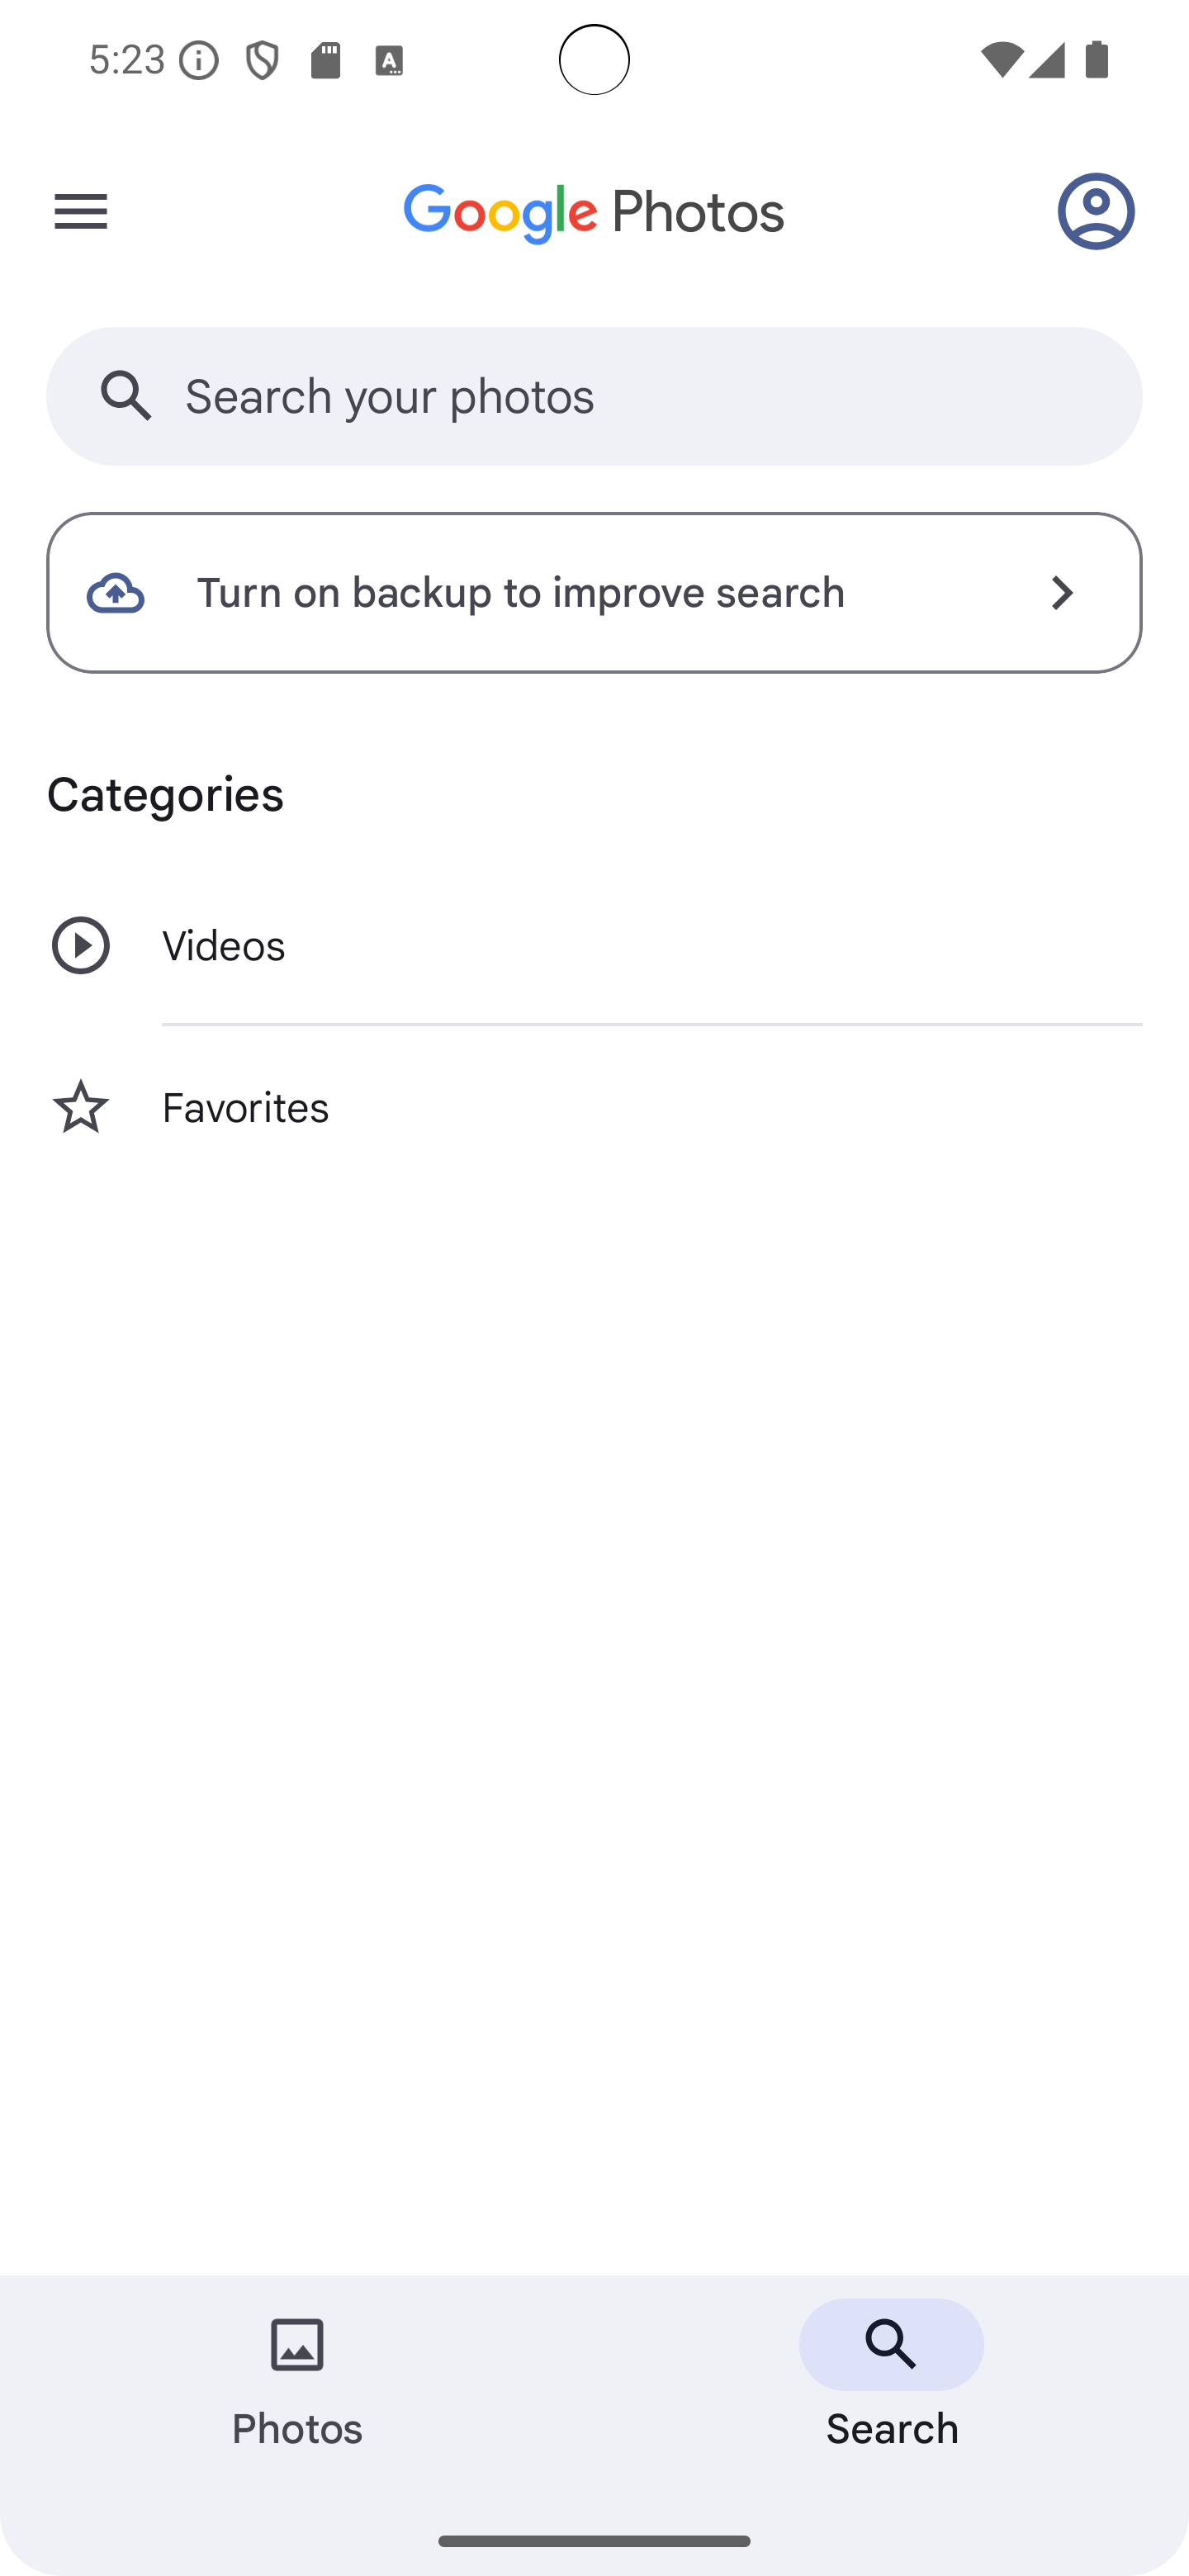 5:23
Google Photos
Search your photos
Turn on backup to improve search
Categories
Videos
Favorites
Photos
Search